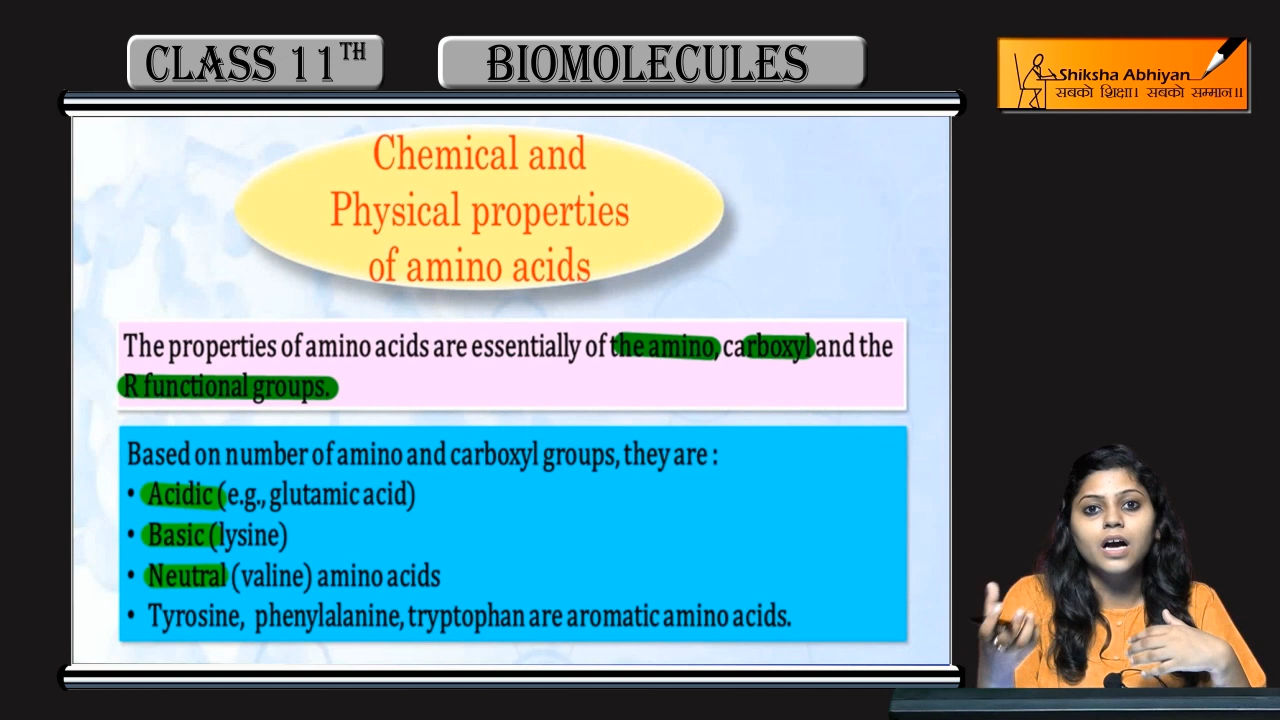 CLASS 11TH
BIOMOLECULES
Shiksha Abhiyan
सबको शिक्षा। सबको सम्मान॥
Chemical and
Physical properties
of amino acids
The properties of amino acids are essentially of the amino, carboxyl and the
R functional groups.
Based on number of amino and carboxyl groups, they are :
• Acidic (e.g., glutamic acid)
• Basic (lysine)
• Neutral (valine) amino acids
• Tyrosine, phenylalanine, tryptophan are aromatic amino acids.